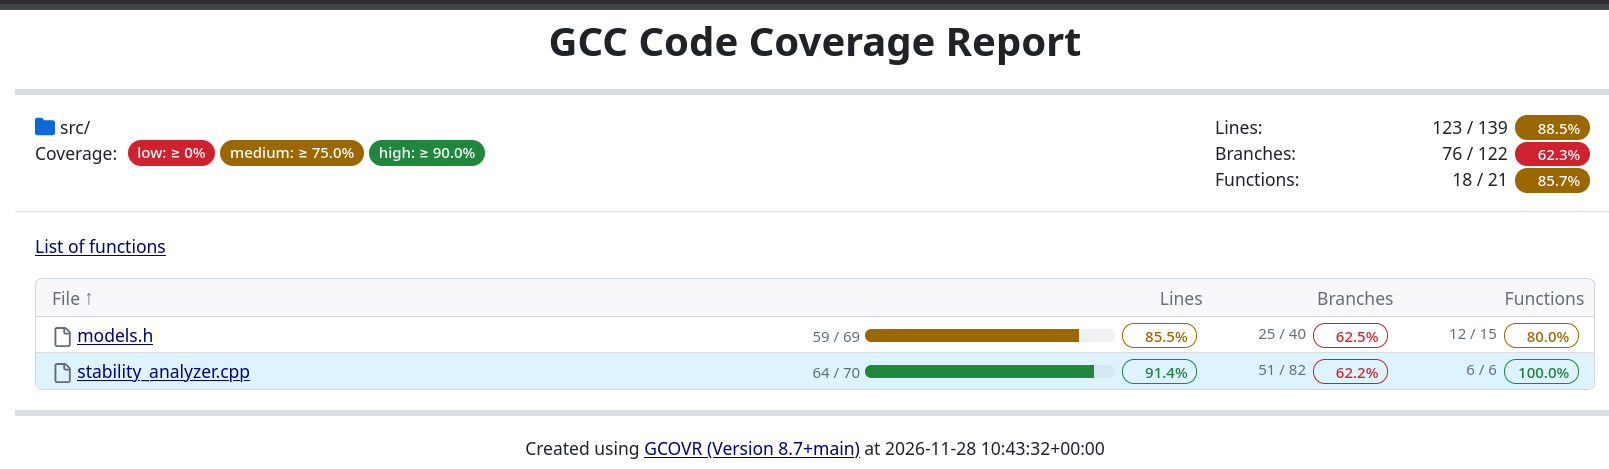 GCC Code Coverage Report
src/
Coverage: low: ≥ 0% medium: ≥ 75.0% high: ≥ 90.0%
Lines: 123 / 139 88.5%
Branches: 76 / 122 62.3%
Functions: 18 / 21 85.7%
List of functions
File ↑ Lines Branches Functions
models.h 59 / 69 85.5% 25 / 40 62.5% 12 / 15 80.0%
stability_analyzer.cpp 64 / 70 91.4% 51 / 82 62.2% 6 / 6 100.0%
Created using GCOVR (Version 8.7+main) at 2026-11-28 10:43:32+00:00